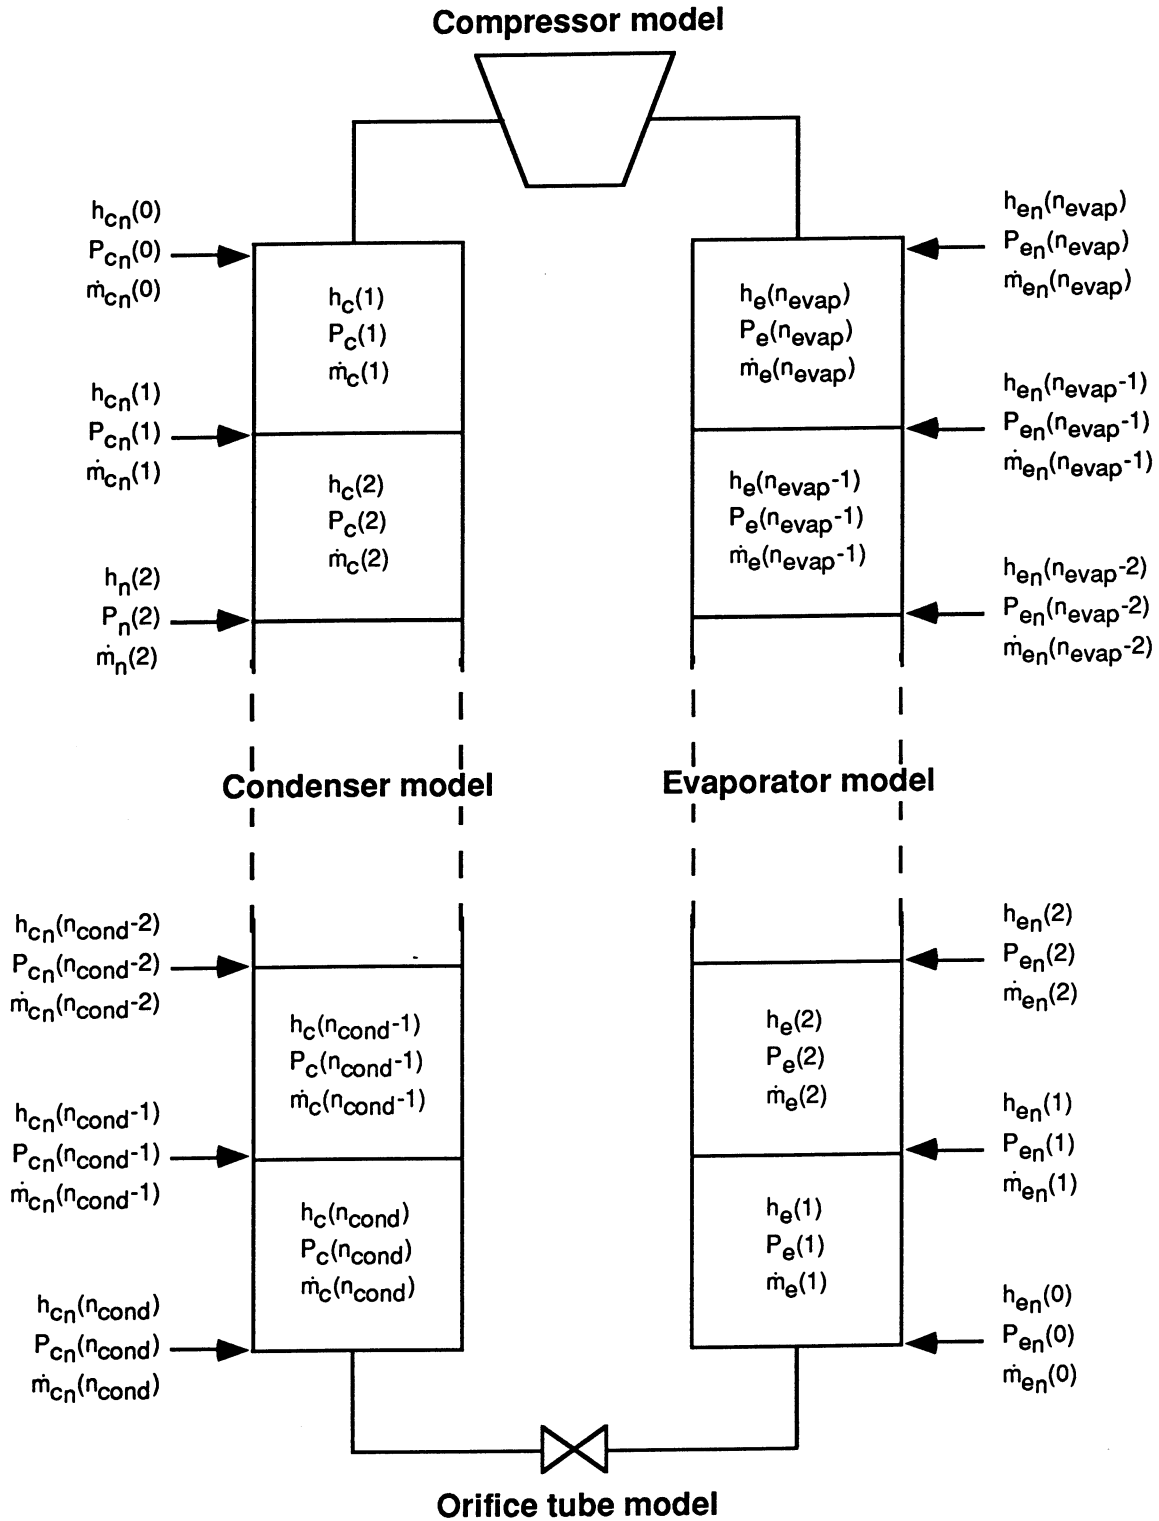 Compressor model
hcn(0)
Pcn(0)
ṁcn(0)
hc(1)
Pc(1)
ṁc(1)
hcn(1)
Pcn(1)
ṁcn(1)
hc(2)
Pc(2)
ṁc(2)
hn(2)
Pn(2)
ṁn(2)
Condenser model
hcn(ncond-2)
Pcn(ncond-2)
ṁcn(ncond-2)
hc(ncond-1)
Pc(ncond-1)
ṁc(ncond-1)
hcn(ncond-1)
Pcn(ncond-1)
ṁcn(ncond-1)
hc(ncond)
Pc(ncond)
ṁc(ncond)
hcn(ncond)
Pcn(ncond)
ṁcn(ncond)
hen(nevap)
Pen(nevap)
ṁen(nevap)
he(nevap)
Pe(nevap)
ṁe(nevap)
hen(nevap-1)
Pen(nevap-1)
ṁen(nevap-1)
he(nevap-1)
Pe(nevap-1)
ṁe(nevap-1)
hen(nevap-2)
Pen(nevap-2)
ṁen(nevap-2)
Evaporator model
hen(2)
Pen(2)
ṁen(2)
he(2)
Pe(2)
ṁe(2)
hen(1)
Pen(1)
ṁen(1)
he(1)
Pe(1)
ṁe(1)
hen(0)
Pen(0)
ṁen(0)
Orifice tube model